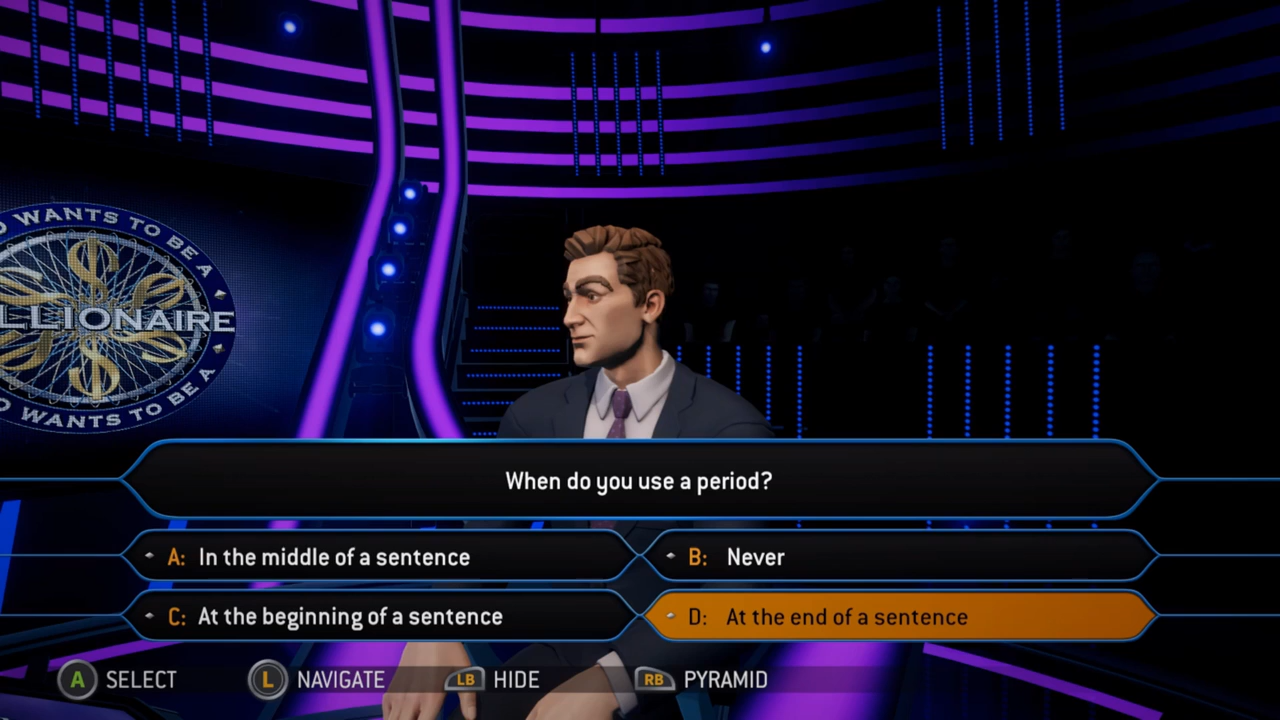 WANTS TO BE A
LLIONAIRE
WANTS TO BE A
When do you use a period?
A: In the middle of a sentence
B: Never
C: At the beginning of a sentence
D: At the end of a sentence
A SELECT
L NAVIGATE
LB HIDE
RB PYRAMID